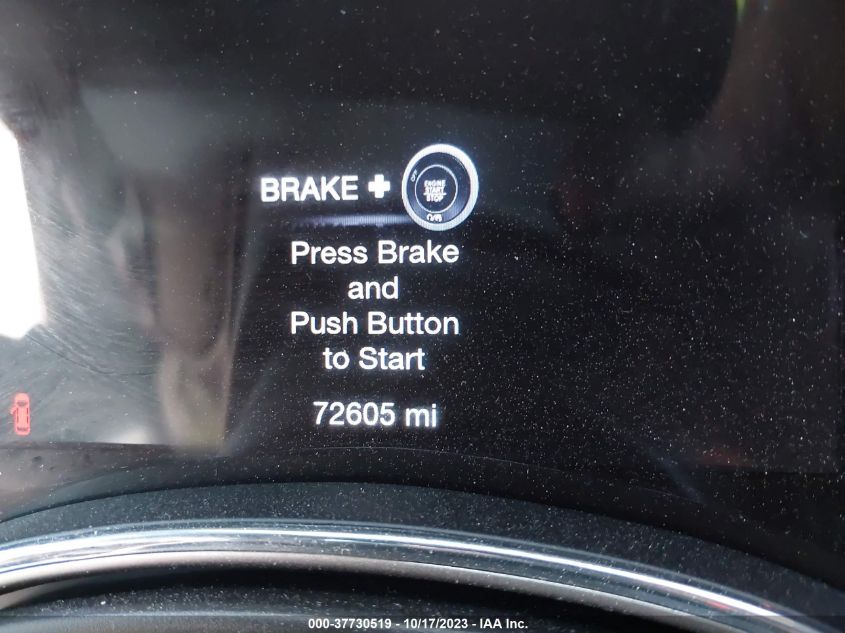 BRAKE +
OFF
ENGINE
START
STOP
Press Brake
and
Push Button
to Start
72605 mi
000-37730519 - 10/17/2023 - IAA Inc.